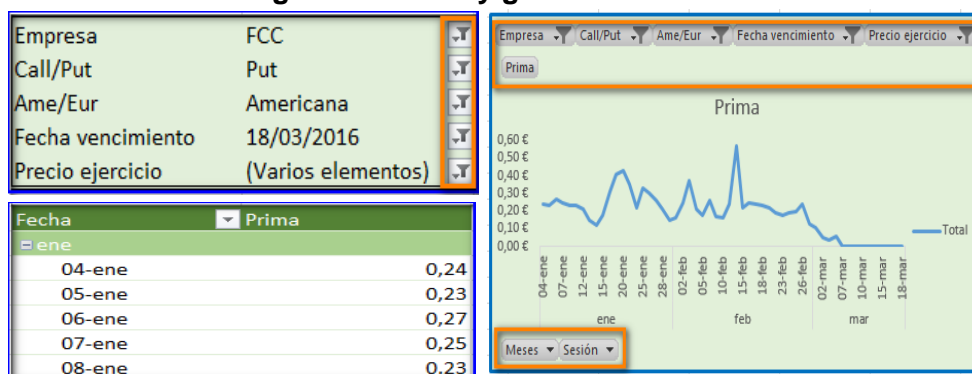 Empresa FCC
Call/Put Put
Ame/Eur Americana
Fecha vencimiento 18/03/2016
Precio ejercicio (Varios elementos)
Fecha Prima
ene
04-ene 0,24
05-ene 0,23
06-ene 0,27
07-ene 0,25
08-ene 0,23
Empresa Call/Put Ame/Eur Fecha vencimiento Precio ejercicio
Prima
Prima
0,60 €
0,50 €
0,40 €
0,30 €
0,20 €
0,10 €
0,00 €
Total
04-ene 07-ene 12-ene 15-ene 20-ene 25-ene 28-ene 02-feb 05-feb 10-feb 15-feb 18-feb 23-feb 26-feb 02-mar 07-mar 10-mar 15-mar 18-mar
ene feb mar
Meses Sesión